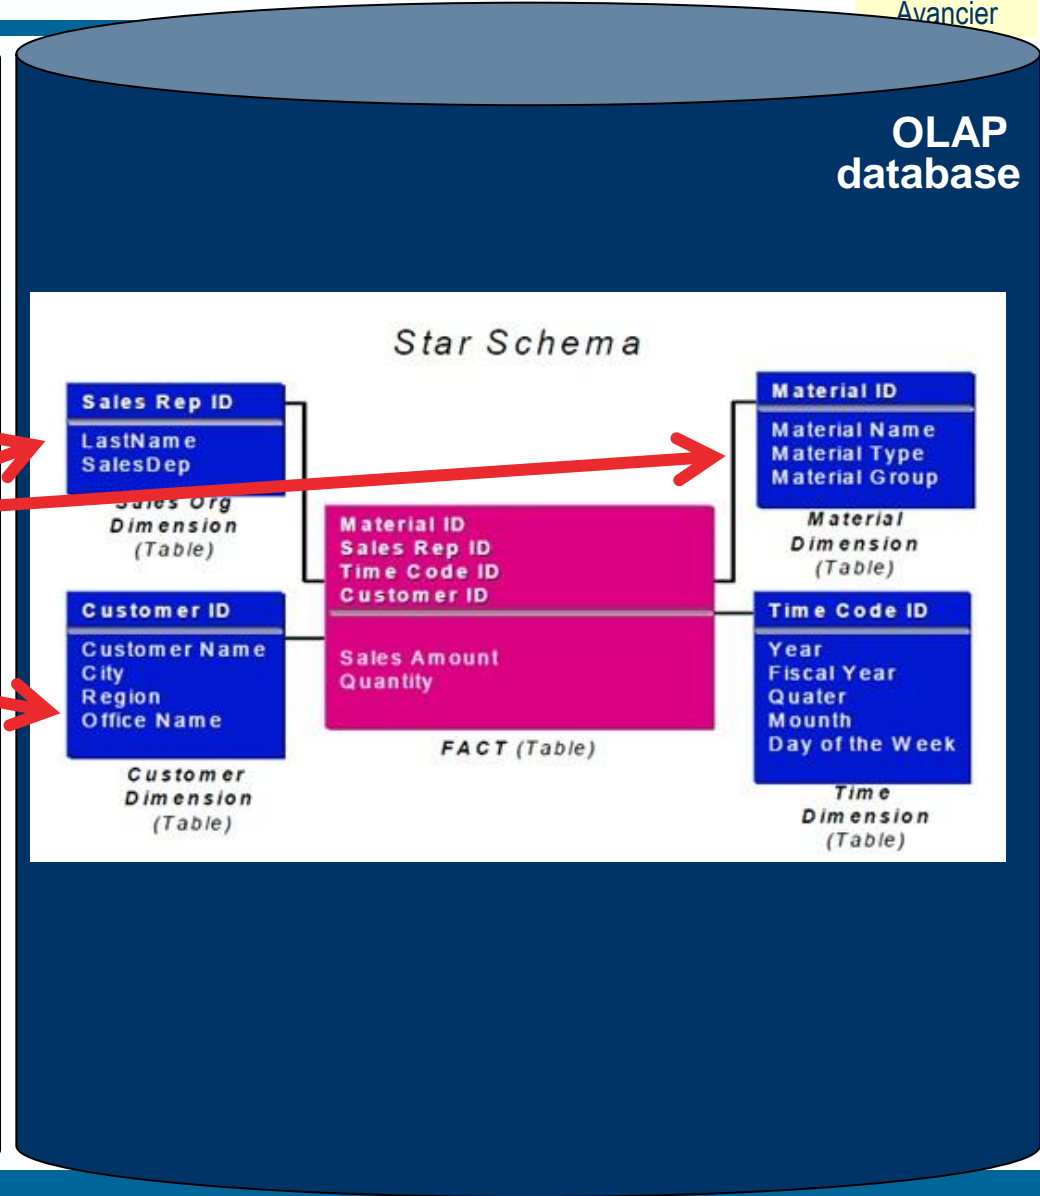 Avancier
OLAP
database
Star Schema
Sales Rep ID
LastName
SalesDep
Sales Org
Dimension
(Table)
Material ID
Material Name
Material Type
Material Group
Material
Dimension
(Table)
Material ID
Sales Rep ID
Time Code ID
Customer ID
Sales Amount
Quantity
FACT (Table)
Customer ID
Customer Name
City
Region
Office Name
Customer
Dimension
(Table)
Time Code ID
Year
Fiscal Year
Quater
Mounth
Day of the Week
Time
Dimension
(Table)